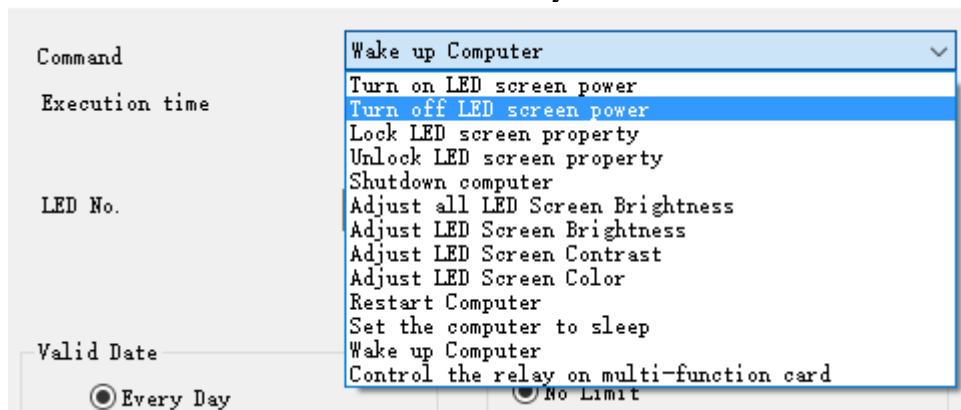 Command
Wake up Computer
Execution time
Turn on LED screen power
Turn off LED screen power
Lock LED screen property
Unlock LED screen property
Shutdown computer
LED No.
Adjust all LED Screen Brightness
Adjust LED Screen Brightness
Adjust LED Screen Contrast
Adjust LED Screen Color
Restart Computer
Set the computer to sleep
Wake up Computer
Control the relay on multi-function card
Valid Date
Every Day
No Limit